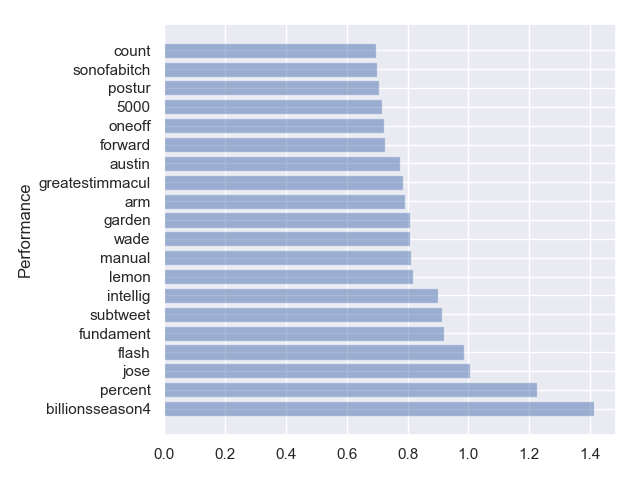 count
sonofabitch
postur
5000
oneoff
forward
austin
greatestimmacul
arm
garden
wade
manual
lemon
intellig
subtweet
fundament
flash
jose
percent
billionsseason4
Performance
0.0 0.2 0.4 0.6 0.8 1.0 1.2 1.4